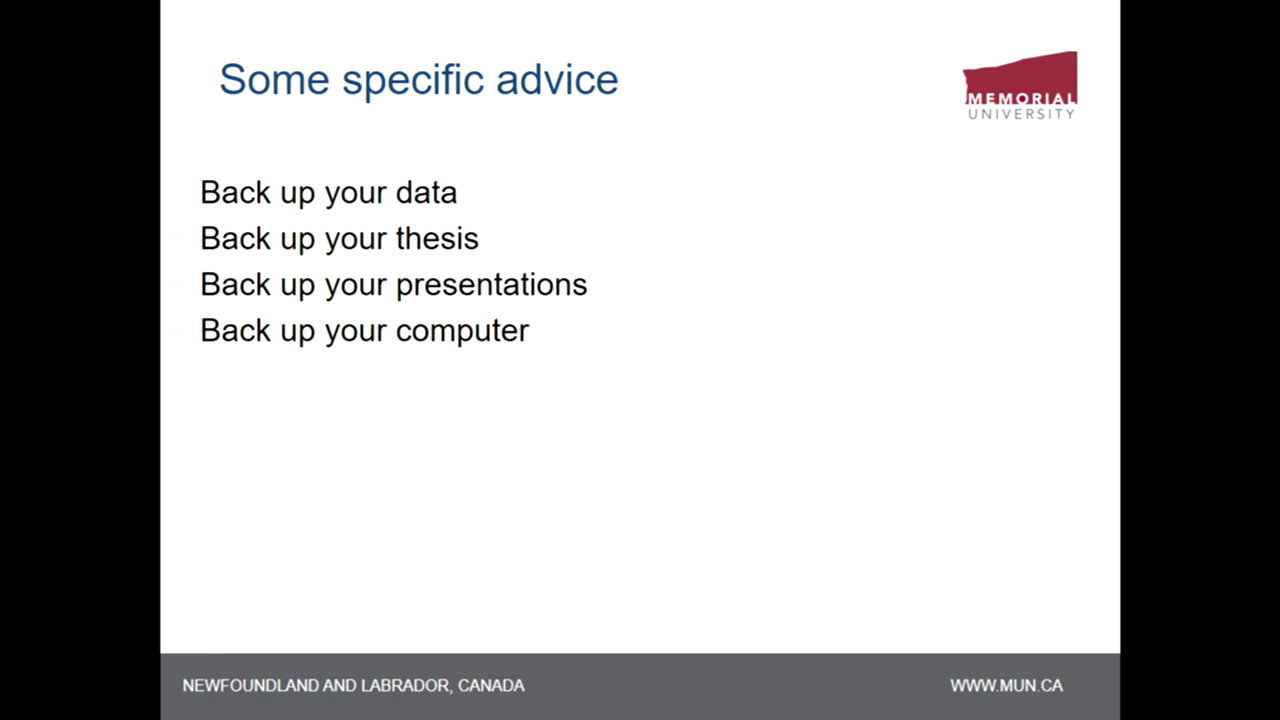 Some specific advice
MEMORIAL
UNIVERSITY
Back up your data
Back up your thesis
Back up your presentations
Back up your computer
NEWFOUNDLAND AND LABRADOR, CANADA
WWW.MUN.CA